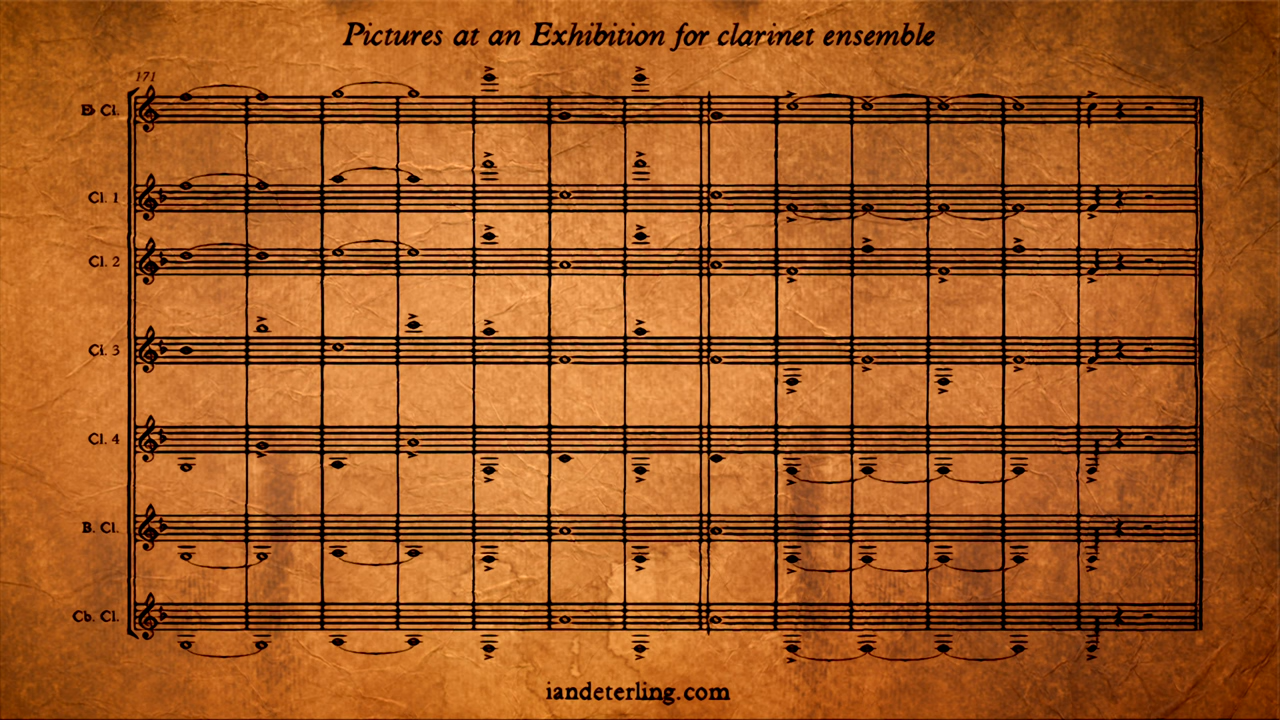 Pictures at an Exhibition for clarinet ensemble
171
E♭ Cl.
Cl. 1
Cl. 2
Cl. 3
Cl. 4
B. Cl.
Cb. Cl.
iandeterling.com